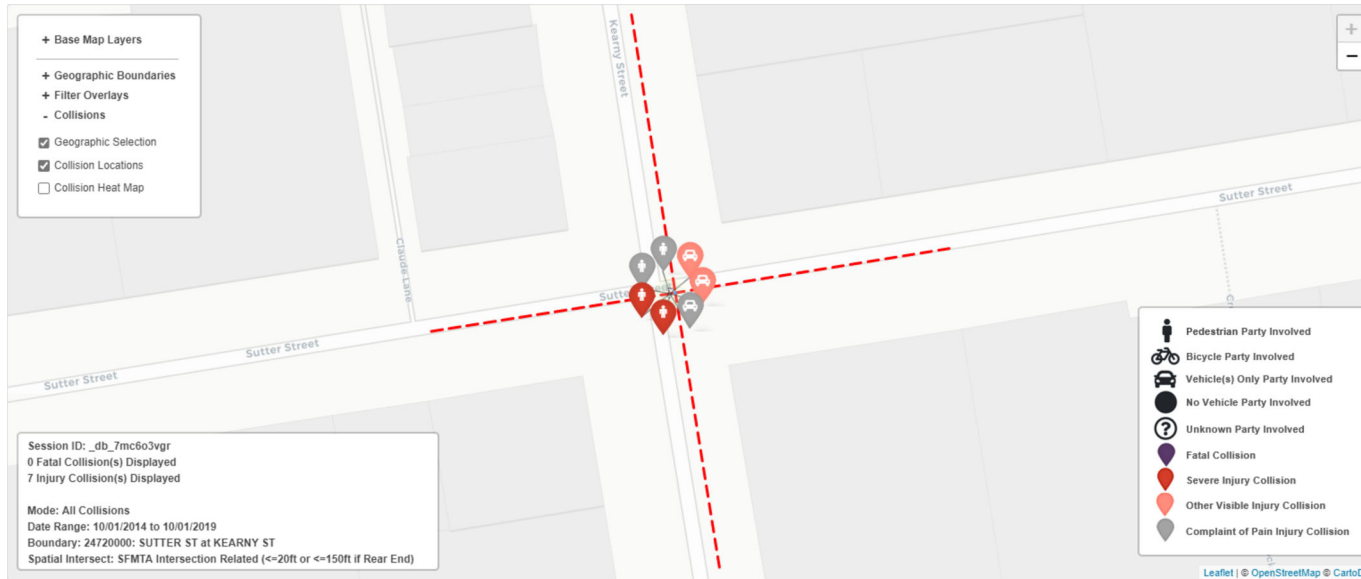 + Base Map Layers
+ Geographic Boundaries
+ Filter Overlays
- Collisions
Geographic Selection
Collision Locations
Collision Heat Map
Kearny Street
+
−
Sutter Street
Claude Lane
Sutter Street
Sutter Street
Session ID: _db_7mc6o3vgr
0 Fatal Collision(s) Displayed
7 Injury Collision(s) Displayed
Mode: All Collisions
Date Range: 10/01/2014 to 10/01/2019
Boundary: 24720000: SUTTER ST at KEARNY ST
Spatial Intersect: SFMTA Intersection Related (<=20ft or <=150ft if Rear End)
Pedestrian Party Involved
Bicycle Party Involved
Vehicle(s) Only Party Involved
No Vehicle Party Involved
? Unknown Party Involved
Fatal Collision
Severe Injury Collision
Other Visible Injury Collision
Complaint of Pain Injury Collision
Leaflet | © OpenStreetMap © CartoD